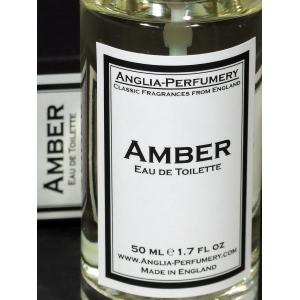 Anglia-Perfumery
Classic Fragrances from England
Amber
Eau de Toilette
50 ml ℮ 1.7 fl oz
www.Anglia-Perfumery.com
Made in England
Amber
Eau de Toilette